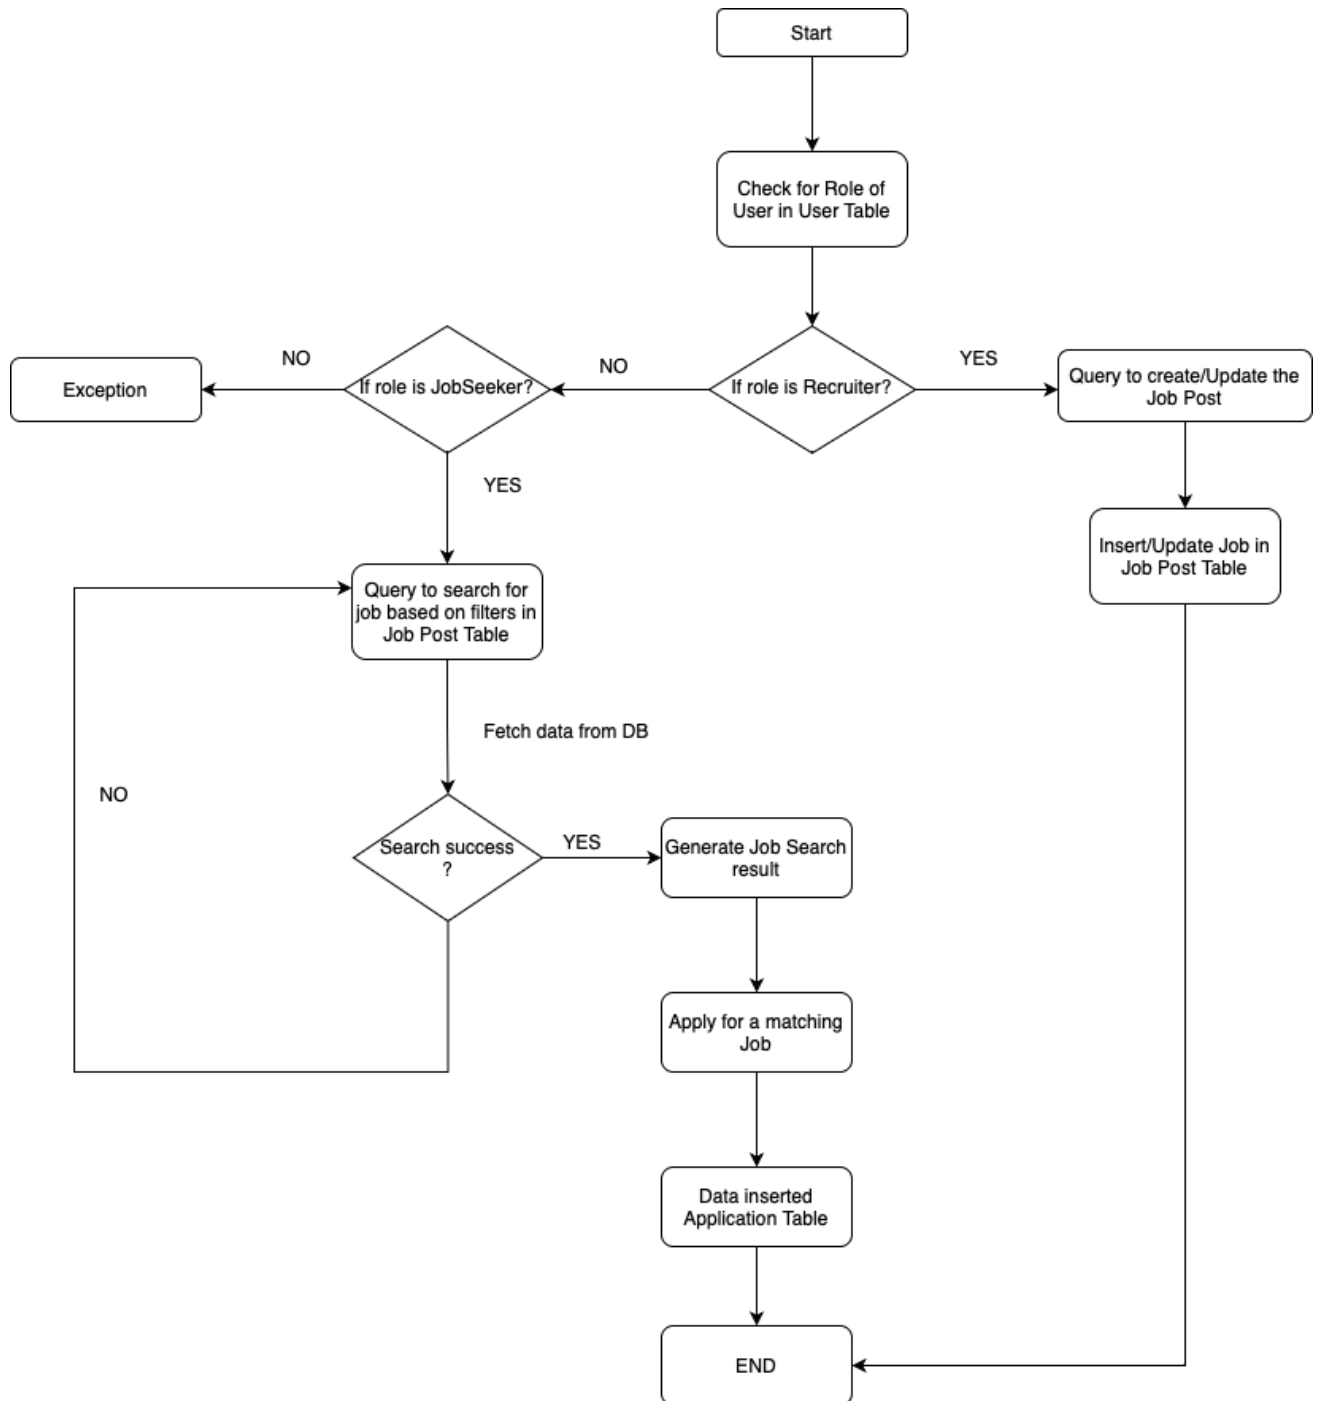 Start
Check for Role of
User in User Table
NO
If role is JobSeeker?
NO
If role is Recruiter?
YES
Exception
Query to create/Update the
Job Post
YES
Insert/Update Job in
Job Post Table
Query to search for
job based on filters in
Job Post Table
Fetch data from DB
NO
Search success
?
YES
Generate Job Search
result
Apply for a matching
Job
Data inserted
Application Table
END